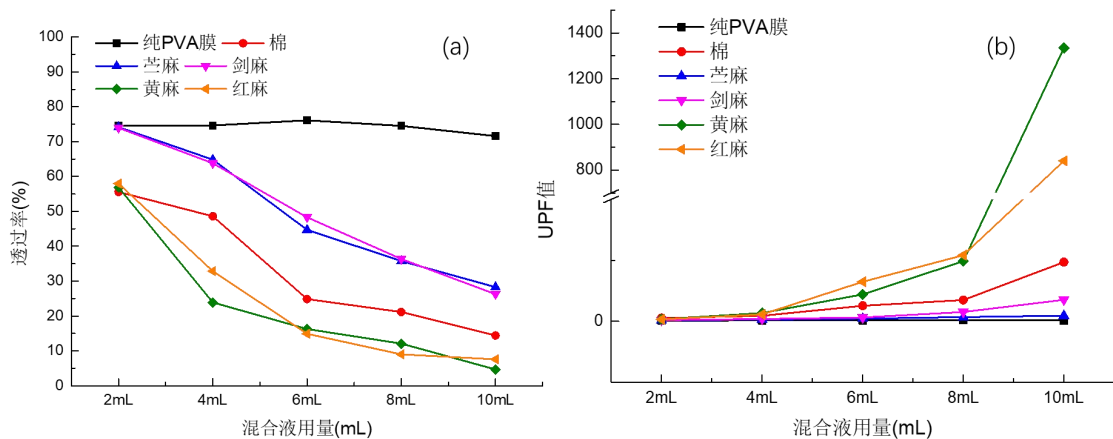 (a)
纯PVA膜 棉
苎麻 剑麻
黄麻 红麻
100
90
80
70
60
50
40
30
20
10
0
透过率(%)
2mL 4mL 6mL 8mL 10mL
混合液用量(mL)
(b)
纯PVA膜
棉
苎麻
剑麻
黄麻
红麻
1400
1200
1000
800
0
UPF值
2mL 4mL 6mL 8mL 10mL
混合液用量(mL)